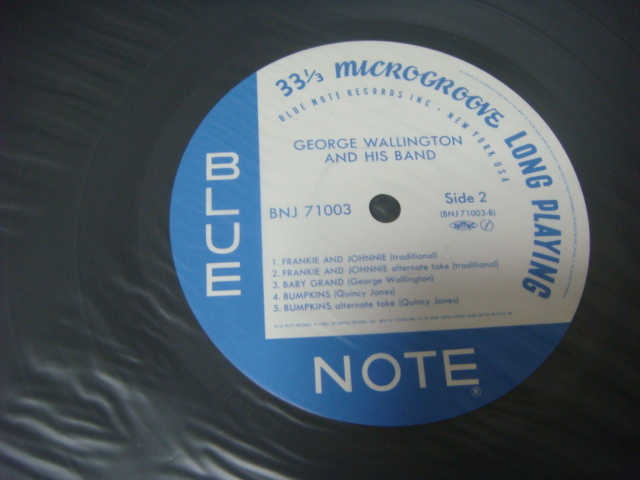 33⅓ MICROGROOVE LONG PLAYING
BLUE NOTE RECORDS INC • NEW YORK USA
GEORGE WALLINGTON
AND HIS BAND
BLUE
BNJ 71003
Side 2
(BNJ 71003-B)
1. FRANKIE AND JOHNNIE (traditional)
2. FRANKIE AND JOHNNIE alternate take (traditional)
3. BABY GRAND (George Wallington)
4. BUMPKINS (Quincy Jones)
5. BUMPKINS alternate take (Quincy Jones)
NOTE®